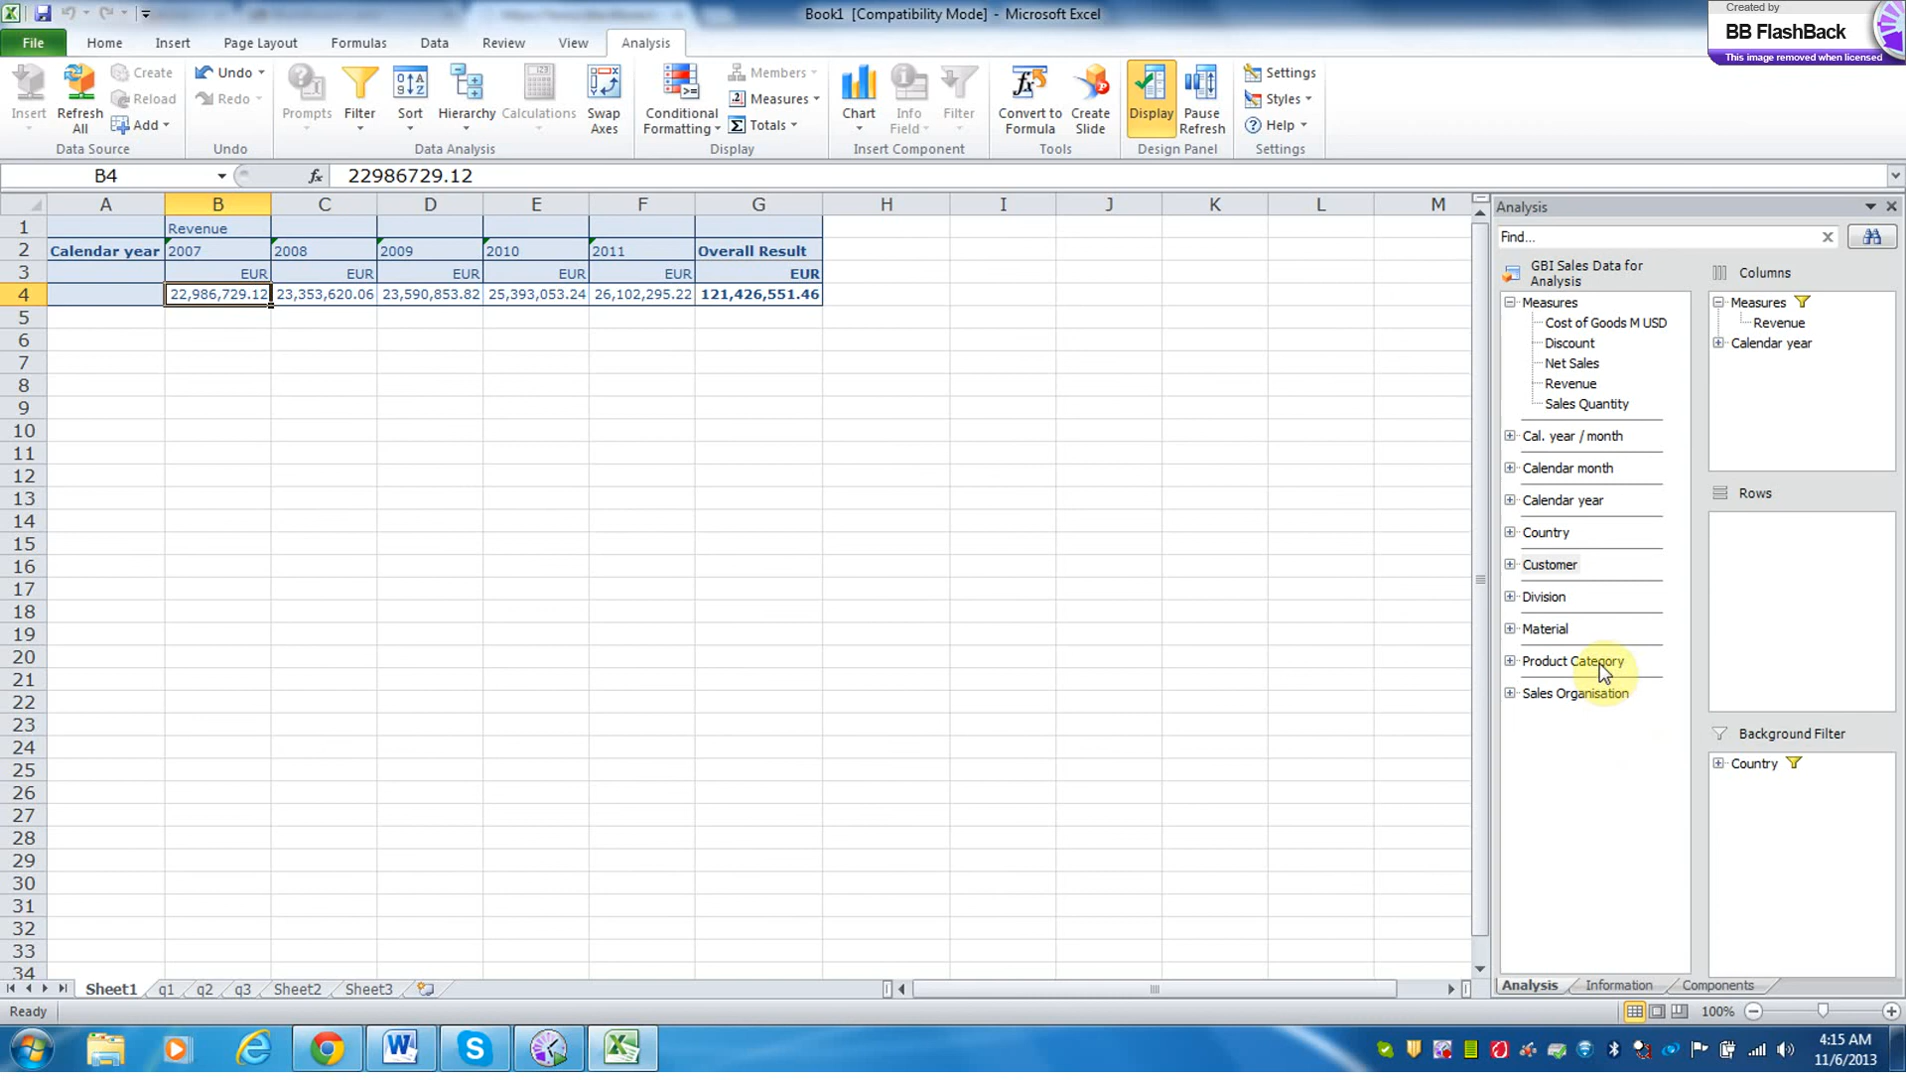 Book1 [Compatibility Mode] - Microsoft Excel
Created by
BB FlashBack
This image removed when licensed
File Home Insert Page Layout Formulas Data Review View Analysis
Insert
Refresh All
Create
Reload
Add
Data Source
Undo
Redo
Undo
Prompts
Filter
Sort
Hierarchy
Calculations
Swap Axes
Data Analysis
Conditional Formatting
Members
Measures
Totals
Display
Chart
Info Field
Filter
Insert Component
Convert to Formula
Create Slide
Tools
Display
Pause Refresh
Design Panel
Settings
Styles
Help
Settings
B4 fx 22986729.12
A B C D E F G H I J K L M
1 Revenue
2 Calendar year 2007 2008 2009 2010 2011 Overall Result
3 EUR EUR EUR EUR EUR EUR
4 22,986,729.12 23,353,620.06 23,590,853.82 25,393,053.24 26,102,295.22 121,426,551.46
5
6
7
8
9
10
11
12
13
14
15
16
17
18
19
20
21
22
23
24
25
26
27
28
29
30
31
32
33
34
Analysis
Find...
GBI Sales Data for Analysis
Measures
Cost of Goods M USD
Discount
Net Sales
Revenue
Sales Quantity
Cal. year / month
Calendar month
Calendar year
Country
Customer
Division
Material
Product Category
Sales Organisation
Columns
Measures
Revenue
Calendar year
Rows
Background Filter
Country
Analysis Information Components
Sheet1 q1 q2 q3 Sheet2 Sheet3
Ready
100%
4:15 AM
11/6/2013